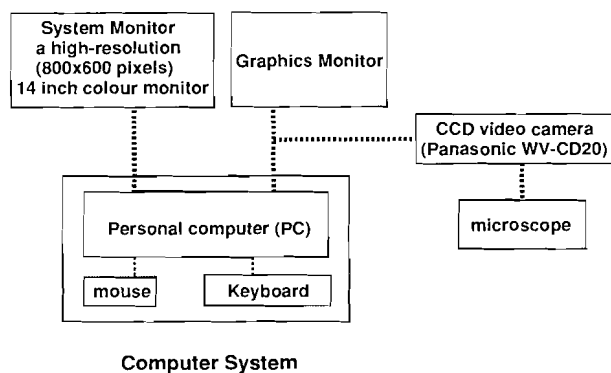 System Monitor
a high-resolution
(800x600 pixels)
14 inch colour monitor
Graphics Monitor
CCD video camera
(Panasonic WV-CD20)
microscope
Personal computer (PC)
mouse
Keyboard
Computer System